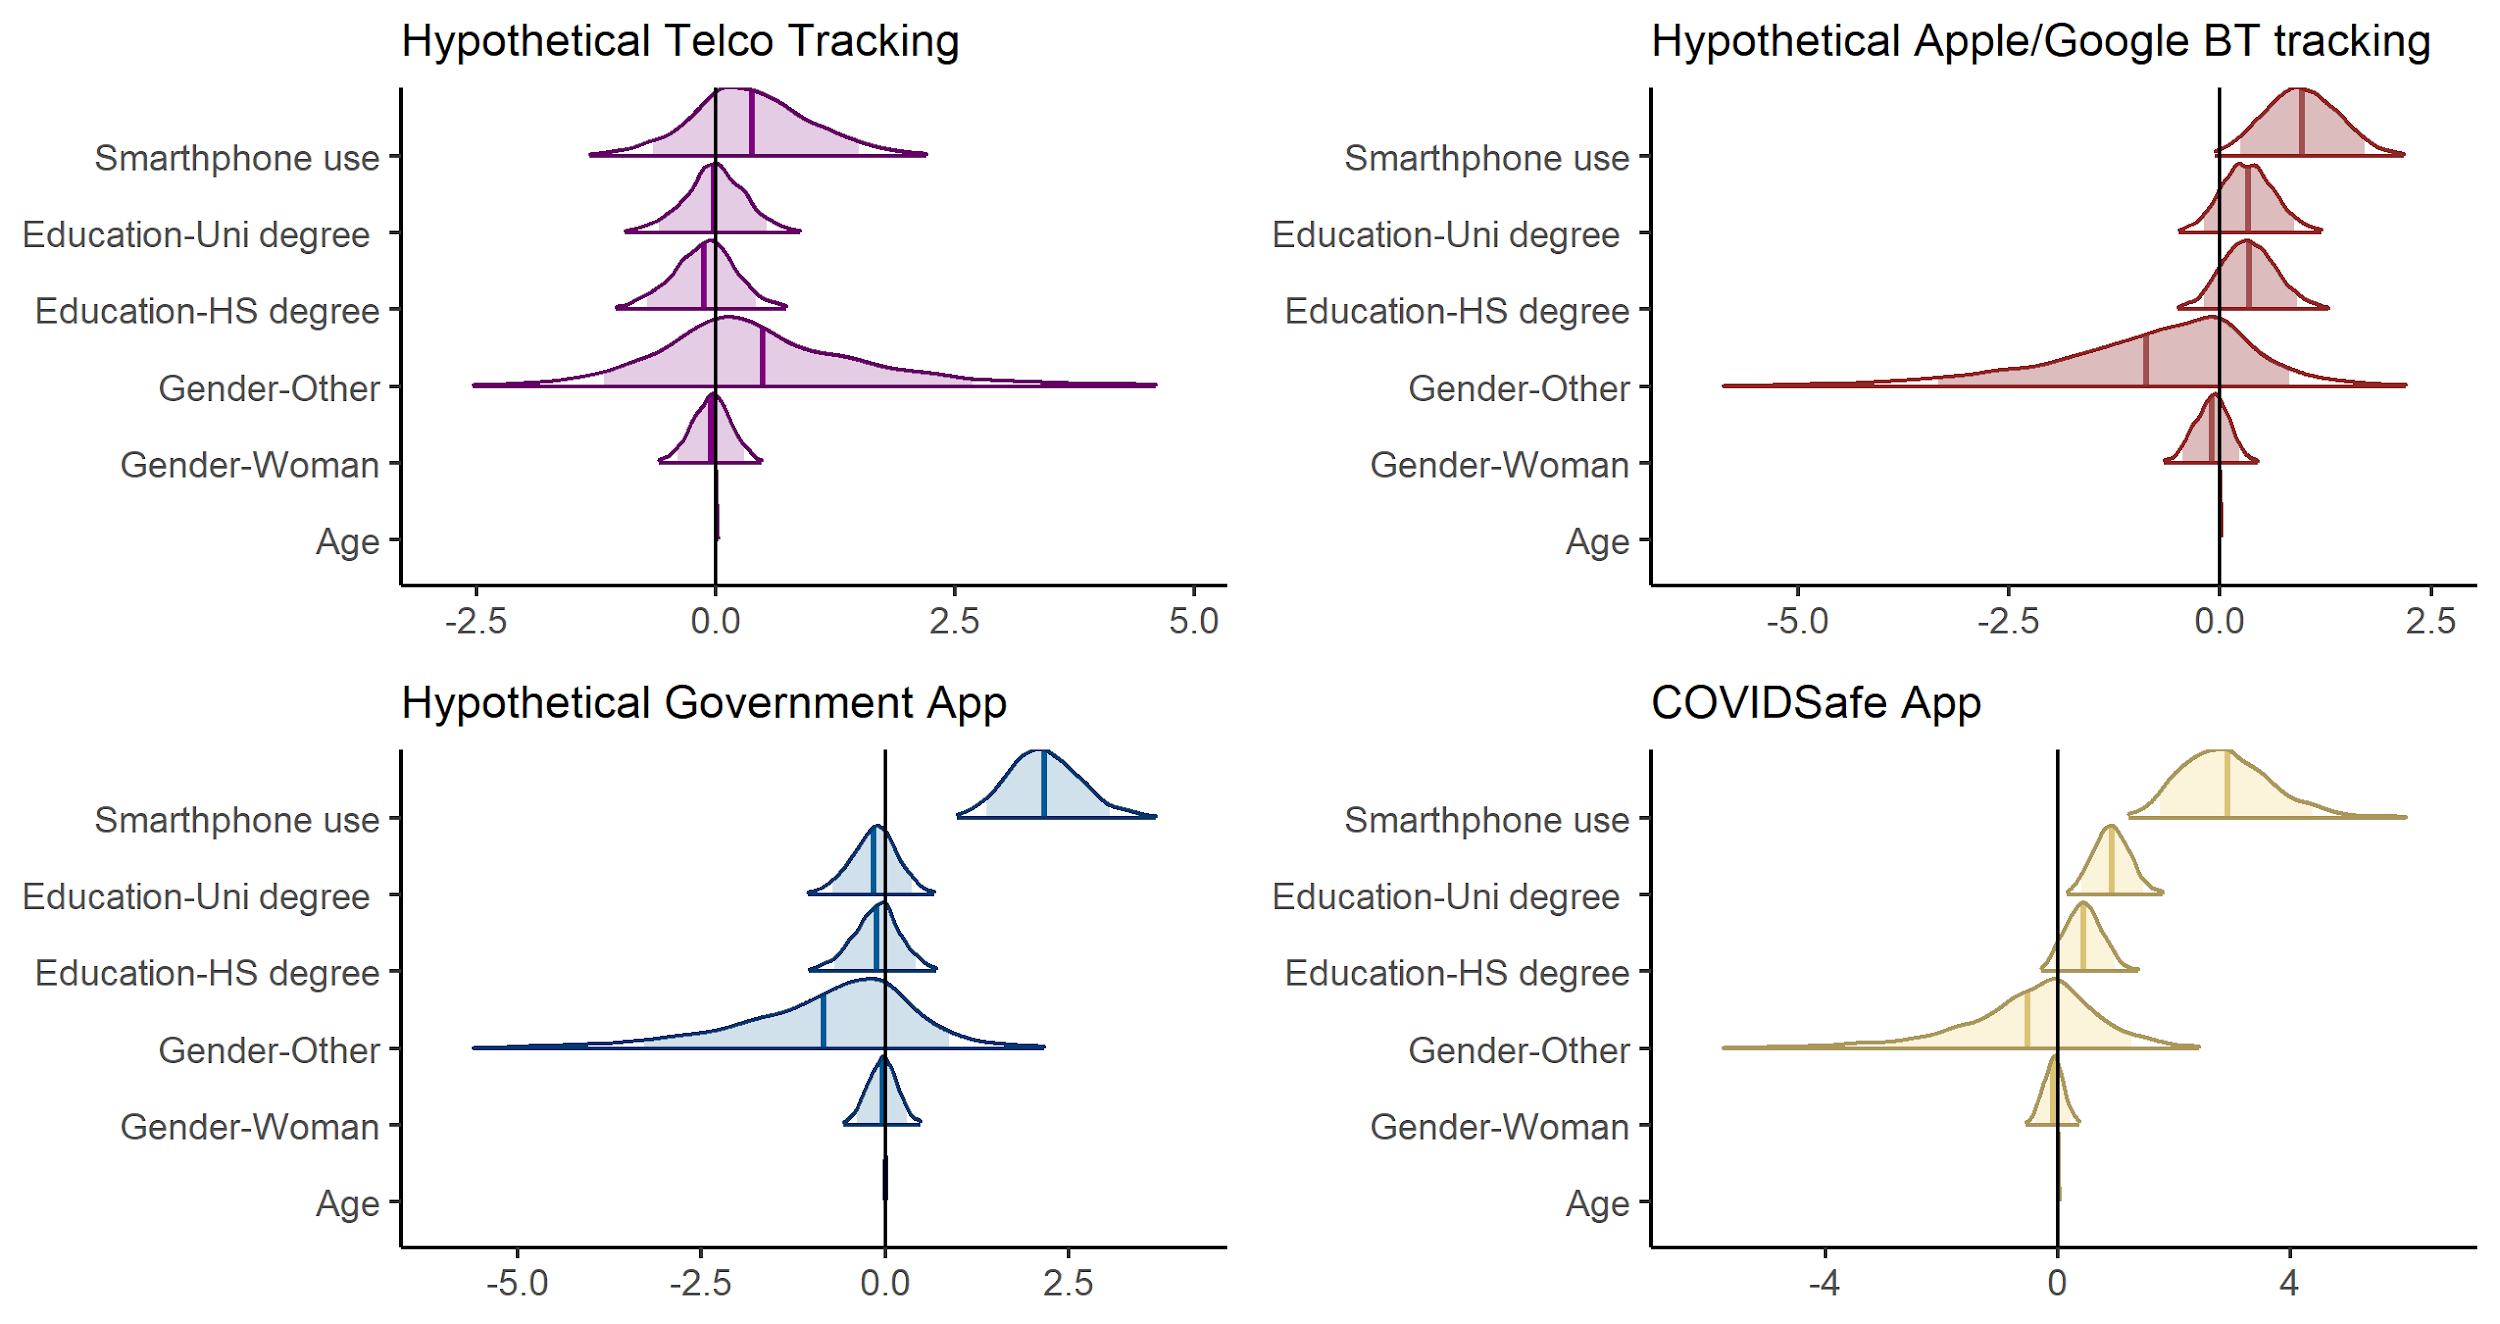 Hypothetical Telco Tracking
Smarthphone use
Education-Uni degree
Education-HS degree
Gender-Other
Gender-Woman
Age
-2.5 0.0 2.5 5.0
Hypothetical Apple/Google BT tracking
Smarthphone use
Education-Uni degree
Education-HS degree
Gender-Other
Gender-Woman
Age
-5.0 -2.5 0.0 2.5
Hypothetical Government App
Smarthphone use
Education-Uni degree
Education-HS degree
Gender-Other
Gender-Woman
Age
-5.0 -2.5 0.0 2.5
COVIDSafe App
Smarthphone use
Education-Uni degree
Education-HS degree
Gender-Other
Gender-Woman
Age
-4 0 4